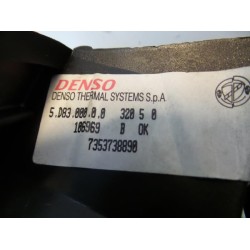 DENSO
DENSO THERMAL SYSTEMS S.p.A
5.D83.000.0.0 320 5 0
106969 B OK
7353738890